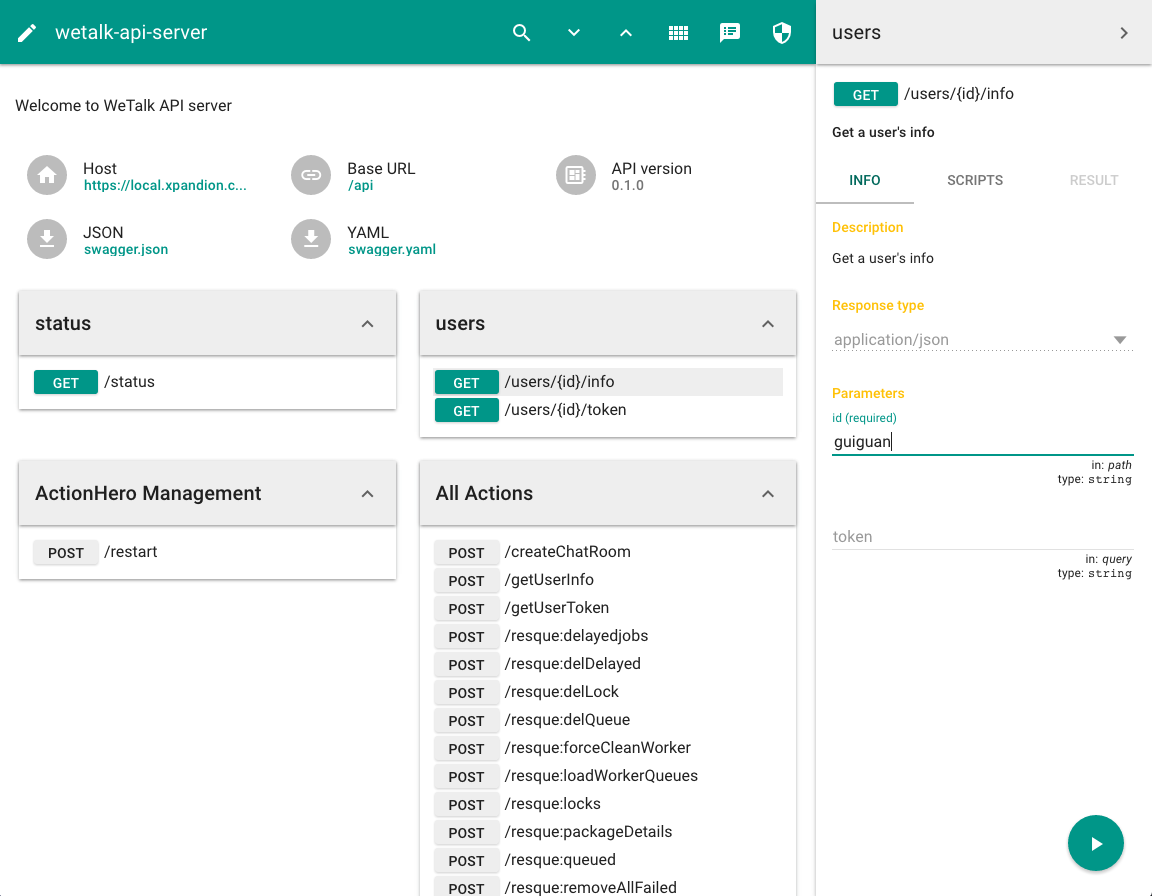 wetalk-api-server
Welcome to WeTalk API server
Host
https://local.xpandion.c...
Base URL
/api
API version
0.1.0
JSON
swagger.json
YAML
swagger.yaml
status
GET /status
users
GET /users/{id}/info
GET /users/{id}/token
ActionHero Management
POST /restart
All Actions
POST /createChatRoom
POST /getUserInfo
POST /getUserToken
POST /resque:delayedjobs
POST /resque:delDelayed
POST /resque:delLock
POST /resque:delQueue
POST /resque:forceCleanWorker
POST /resque:loadWorkerQueues
POST /resque:locks
POST /resque:packageDetails
POST /resque:queued
POST /resque:removeAllFailed
users
GET /users/{id}/info
Get a user's info
INFO SCRIPTS RESULT
Description
Get a user's info
Response type
application/json
Parameters
id (required)
guiguan
in: path
type: string
token
in: query
type: string